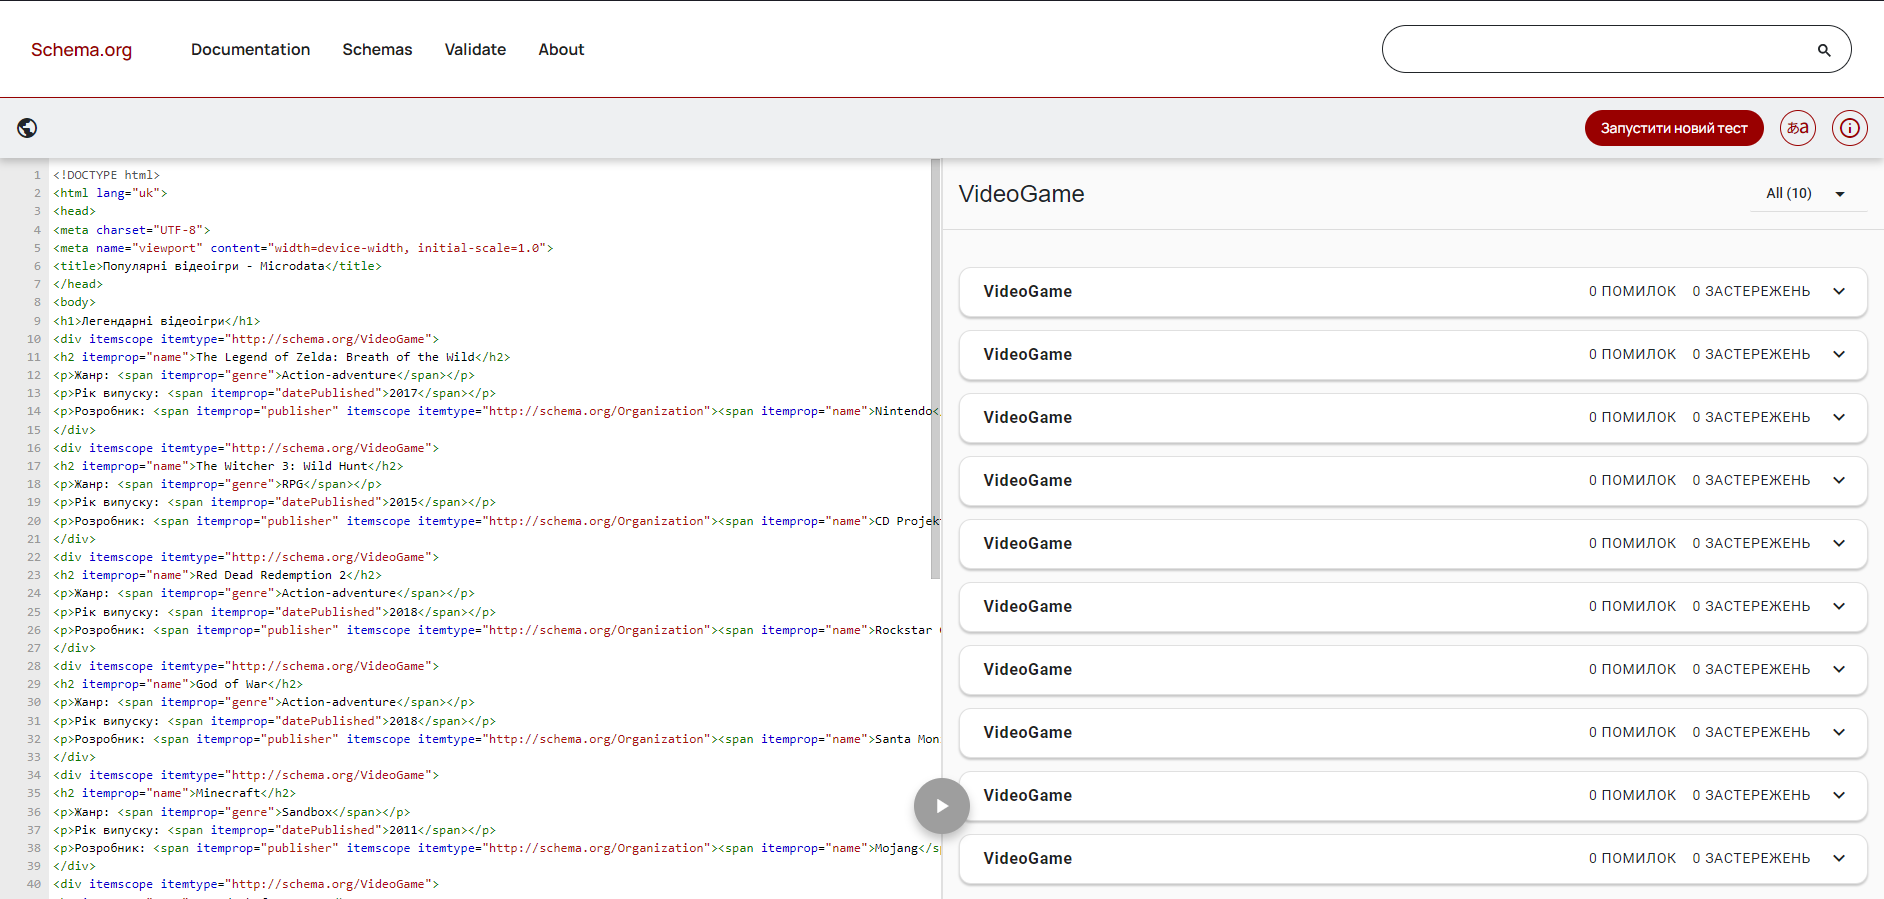 Schema.org Documentation Schemas Validate About
Запустити новий тест あa
1 <!DOCTYPE html>
2 <html lang="uk">
3 <head>
4 <meta charset="UTF-8">
5 <meta name="viewport" content="width=device-width, initial-scale=1.0">
6 <title>Популярні відеоігри - Microdata</title>
7 </head>
8 <body>
9 <h1>Легендарні відеоігри</h1>
10 <div itemscope itemtype="http://schema.org/VideoGame">
11 <h2 itemprop="name">The Legend of Zelda: Breath of the Wild</h2>
12 <p>Жанр: <span itemprop="genre">Action-adventure</span></p>
13 <p>Рік випуску: <span itemprop="datePublished">2017</span></p>
14 <p>Розробник: <span itemprop="publisher" itemscope itemtype="http://schema.org/Organization"><span itemprop="name">Nintendo<
15 </div>
16 <div itemscope itemtype="http://schema.org/VideoGame">
17 <h2 itemprop="name">The Witcher 3: Wild Hunt</h2>
18 <p>Жанр: <span itemprop="genre">RPG</span></p>
19 <p>Рік випуску: <span itemprop="datePublished">2015</span></p>
20 <p>Розробник: <span itemprop="publisher" itemscope itemtype="http://schema.org/Organization"><span itemprop="name">CD Projekt
21 </div>
22 <div itemscope itemtype="http://schema.org/VideoGame">
23 <h2 itemprop="name">Red Dead Redemption 2</h2>
24 <p>Жанр: <span itemprop="genre">Action-adventure</span></p>
25 <p>Рік випуску: <span itemprop="datePublished">2018</span></p>
26 <p>Розробник: <span itemprop="publisher" itemscope itemtype="http://schema.org/Organization"><span itemprop="name">Rockstar
27 </div>
28 <div itemscope itemtype="http://schema.org/VideoGame">
29 <h2 itemprop="name">God of War</h2>
30 <p>Жанр: <span itemprop="genre">Action-adventure</span></p>
31 <p>Рік випуску: <span itemprop="datePublished">2018</span></p>
32 <p>Розробник: <span itemprop="publisher" itemscope itemtype="http://schema.org/Organization"><span itemprop="name">Santa Mon
33 </div>
34 <div itemscope itemtype="http://schema.org/VideoGame">
35 <h2 itemprop="name">Minecraft</h2>
36 <p>Жанр: <span itemprop="genre">Sandbox</span></p>
37 <p>Рік випуску: <span itemprop="datePublished">2011</span></p>
38 <p>Розробник: <span itemprop="publisher" itemscope itemtype="http://schema.org/Organization"><span itemprop="name">Mojang</sp
39 </div>
40 <div itemscope itemtype="http://schema.org/VideoGame">
VideoGame All (10)
VideoGame 0 ПОМИЛОК 0 ЗАСТЕРЕЖЕНЬ
VideoGame 0 ПОМИЛОК 0 ЗАСТЕРЕЖЕНЬ
VideoGame 0 ПОМИЛОК 0 ЗАСТЕРЕЖЕНЬ
VideoGame 0 ПОМИЛОК 0 ЗАСТЕРЕЖЕНЬ
VideoGame 0 ПОМИЛОК 0 ЗАСТЕРЕЖЕНЬ
VideoGame 0 ПОМИЛОК 0 ЗАСТЕРЕЖЕНЬ
VideoGame 0 ПОМИЛОК 0 ЗАСТЕРЕЖЕНЬ
VideoGame 0 ПОМИЛОК 0 ЗАСТЕРЕЖЕНЬ
VideoGame 0 ПОМИЛОК 0 ЗАСТЕРЕЖЕНЬ
VideoGame 0 ПОМИЛОК 0 ЗАСТЕРЕЖЕНЬ